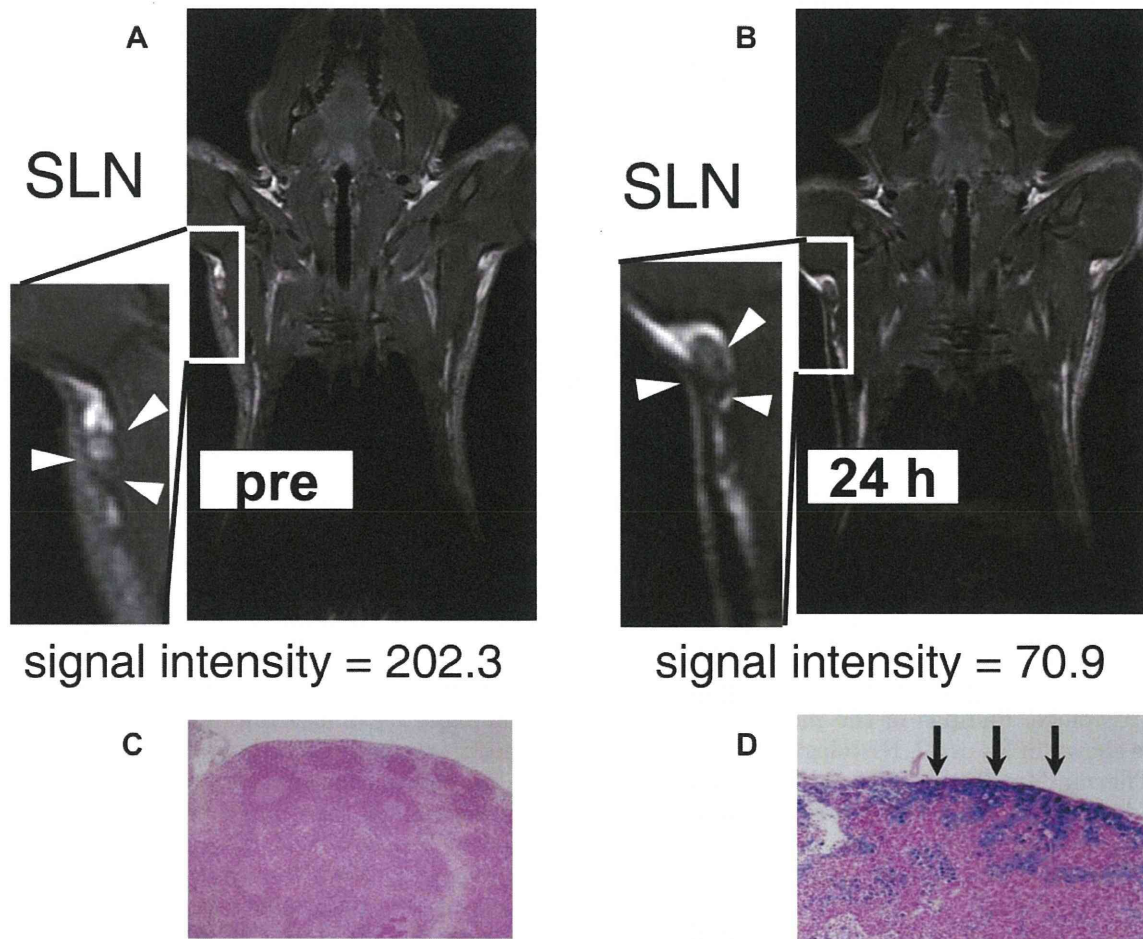 A
B
SLN
SLN
pre
24 h
signal intensity = 202.3
signal intensity = 70.9
C
D